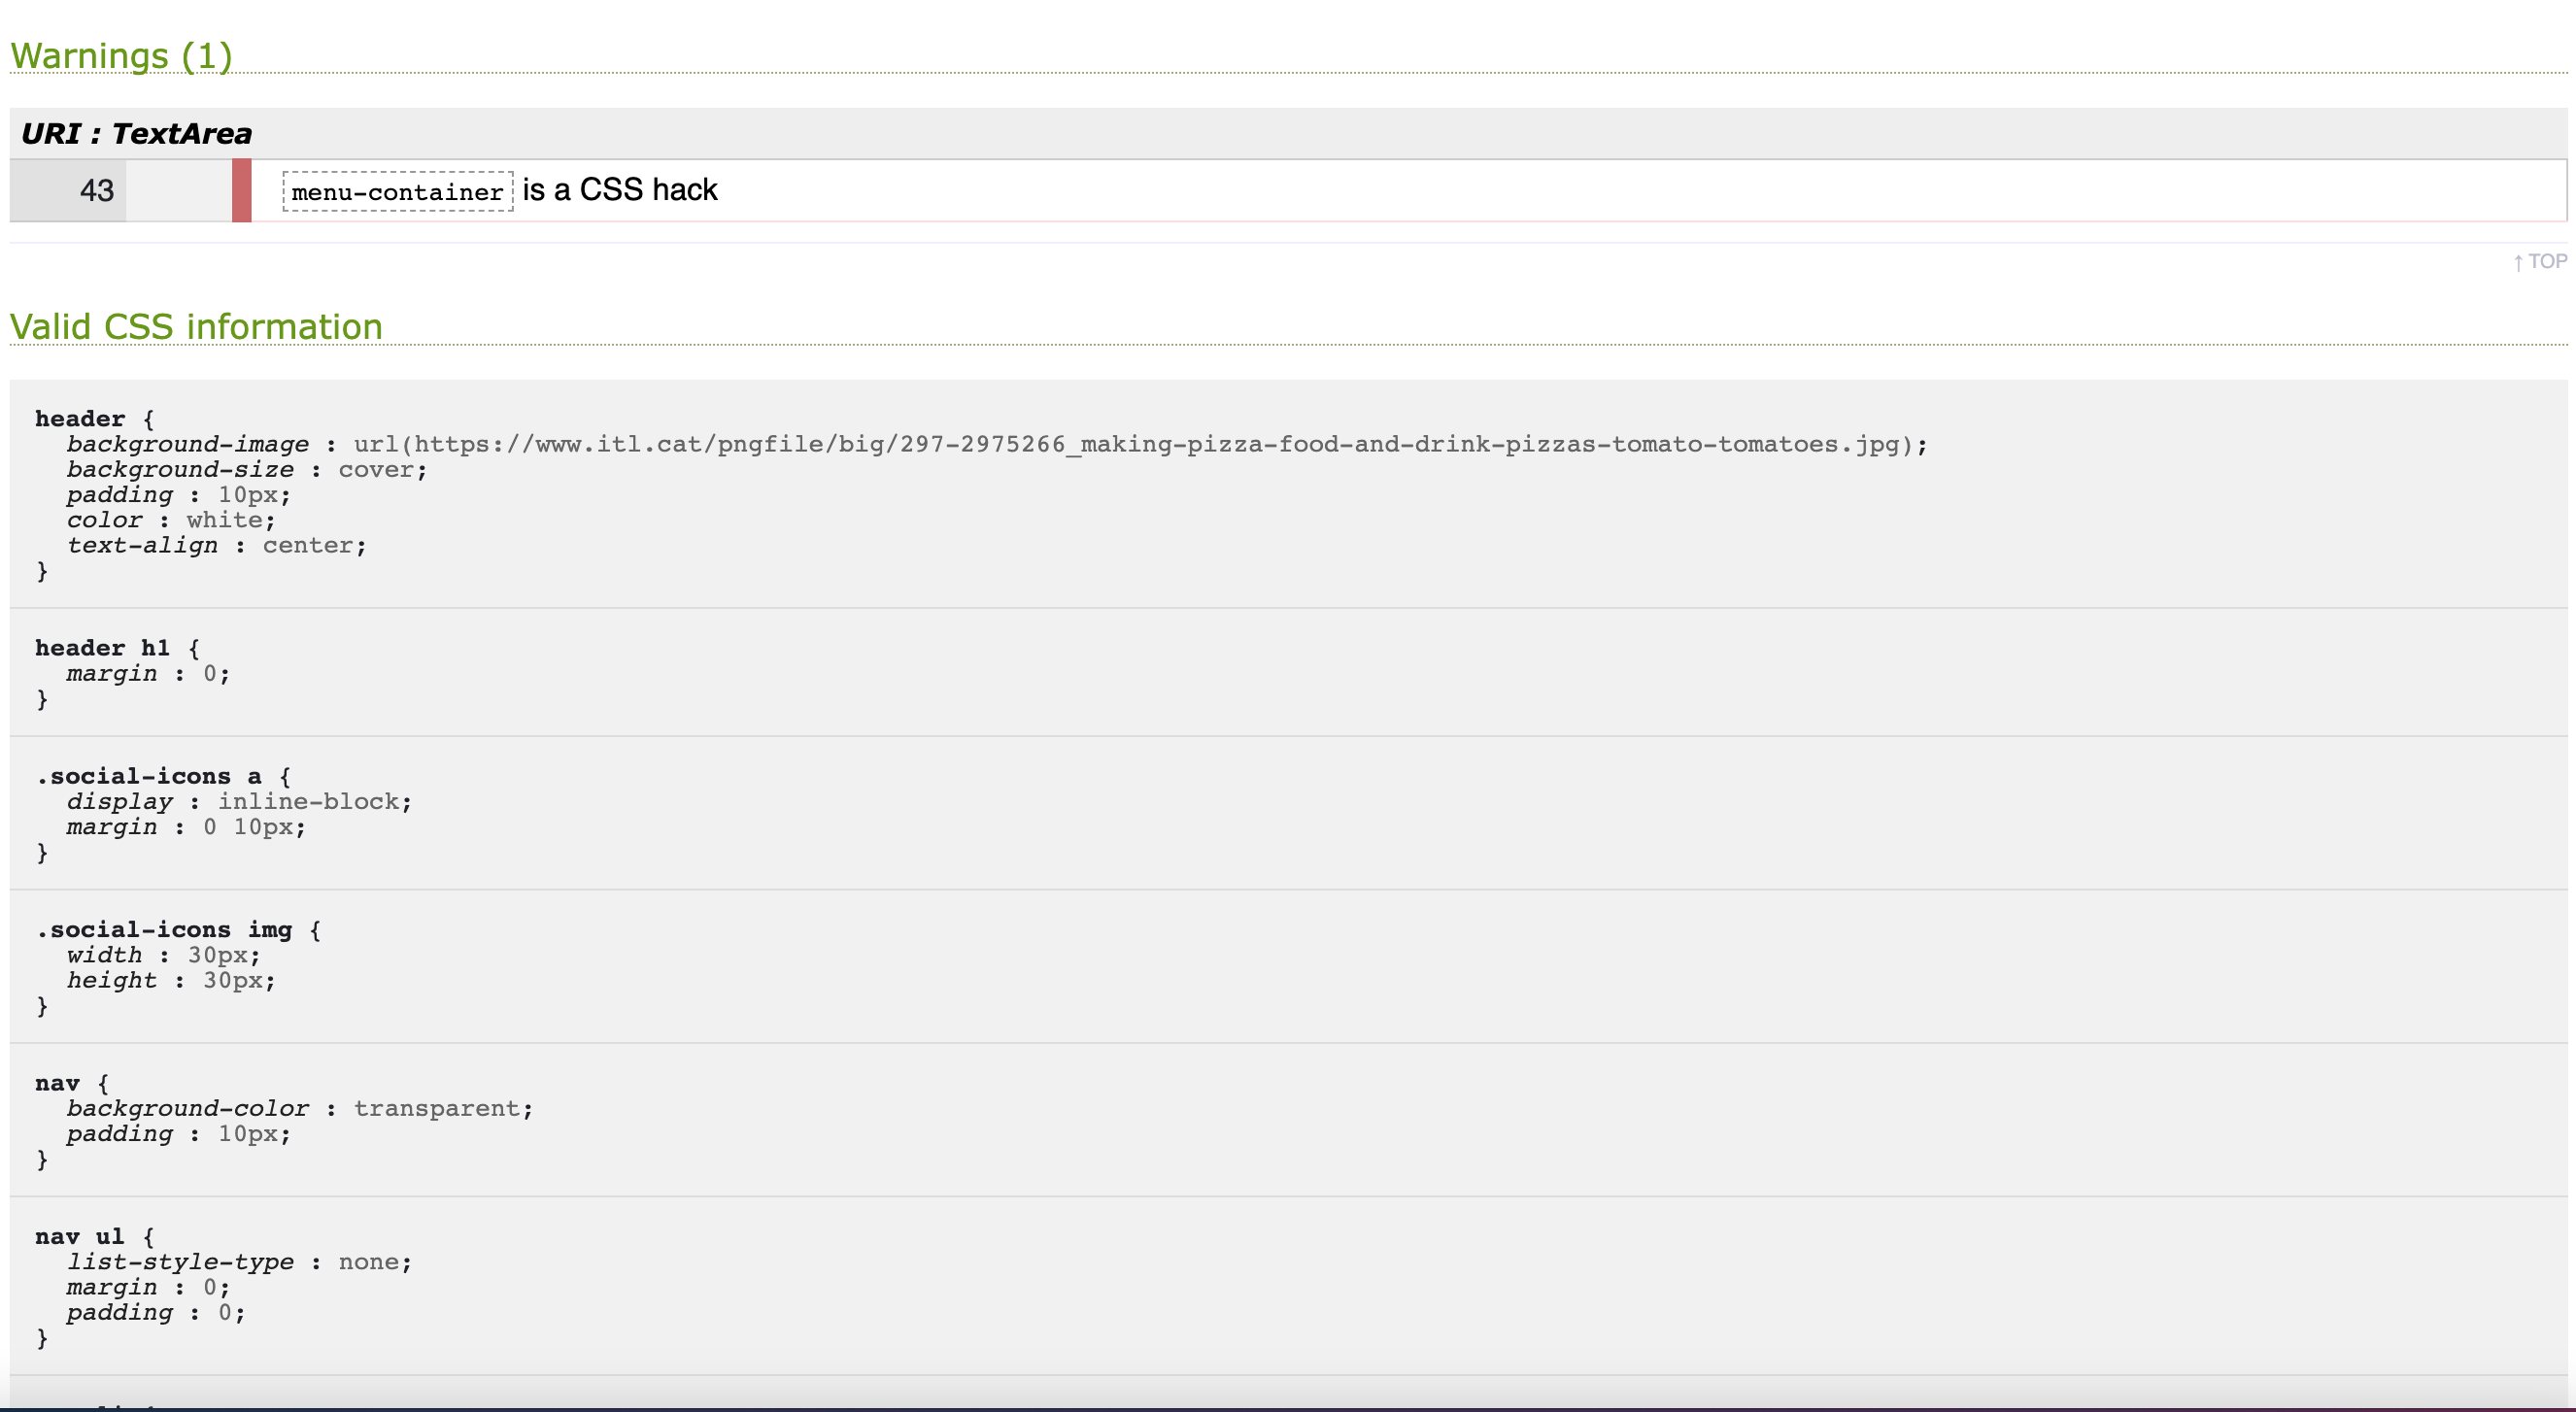 Warnings (1)
URI : TextArea
43 menu-container is a CSS hack
↑ TOP
Valid CSS information
header {
background-image : url(https://www.itl.cat/pngfile/big/297-2975266_making-pizza-food-and-drink-pizzas-tomato-tomatoes.jpg);
background-size : cover;
padding : 10px;
color : white;
text-align : center;
}
header h1 {
margin : 0;
}
.social-icons a {
display : inline-block;
margin : 0 10px;
}
.social-icons img {
width : 30px;
height : 30px;
}
nav {
background-color : transparent;
padding : 10px;
}
nav ul {
list-style-type : none;
margin : 0;
padding : 0;
}